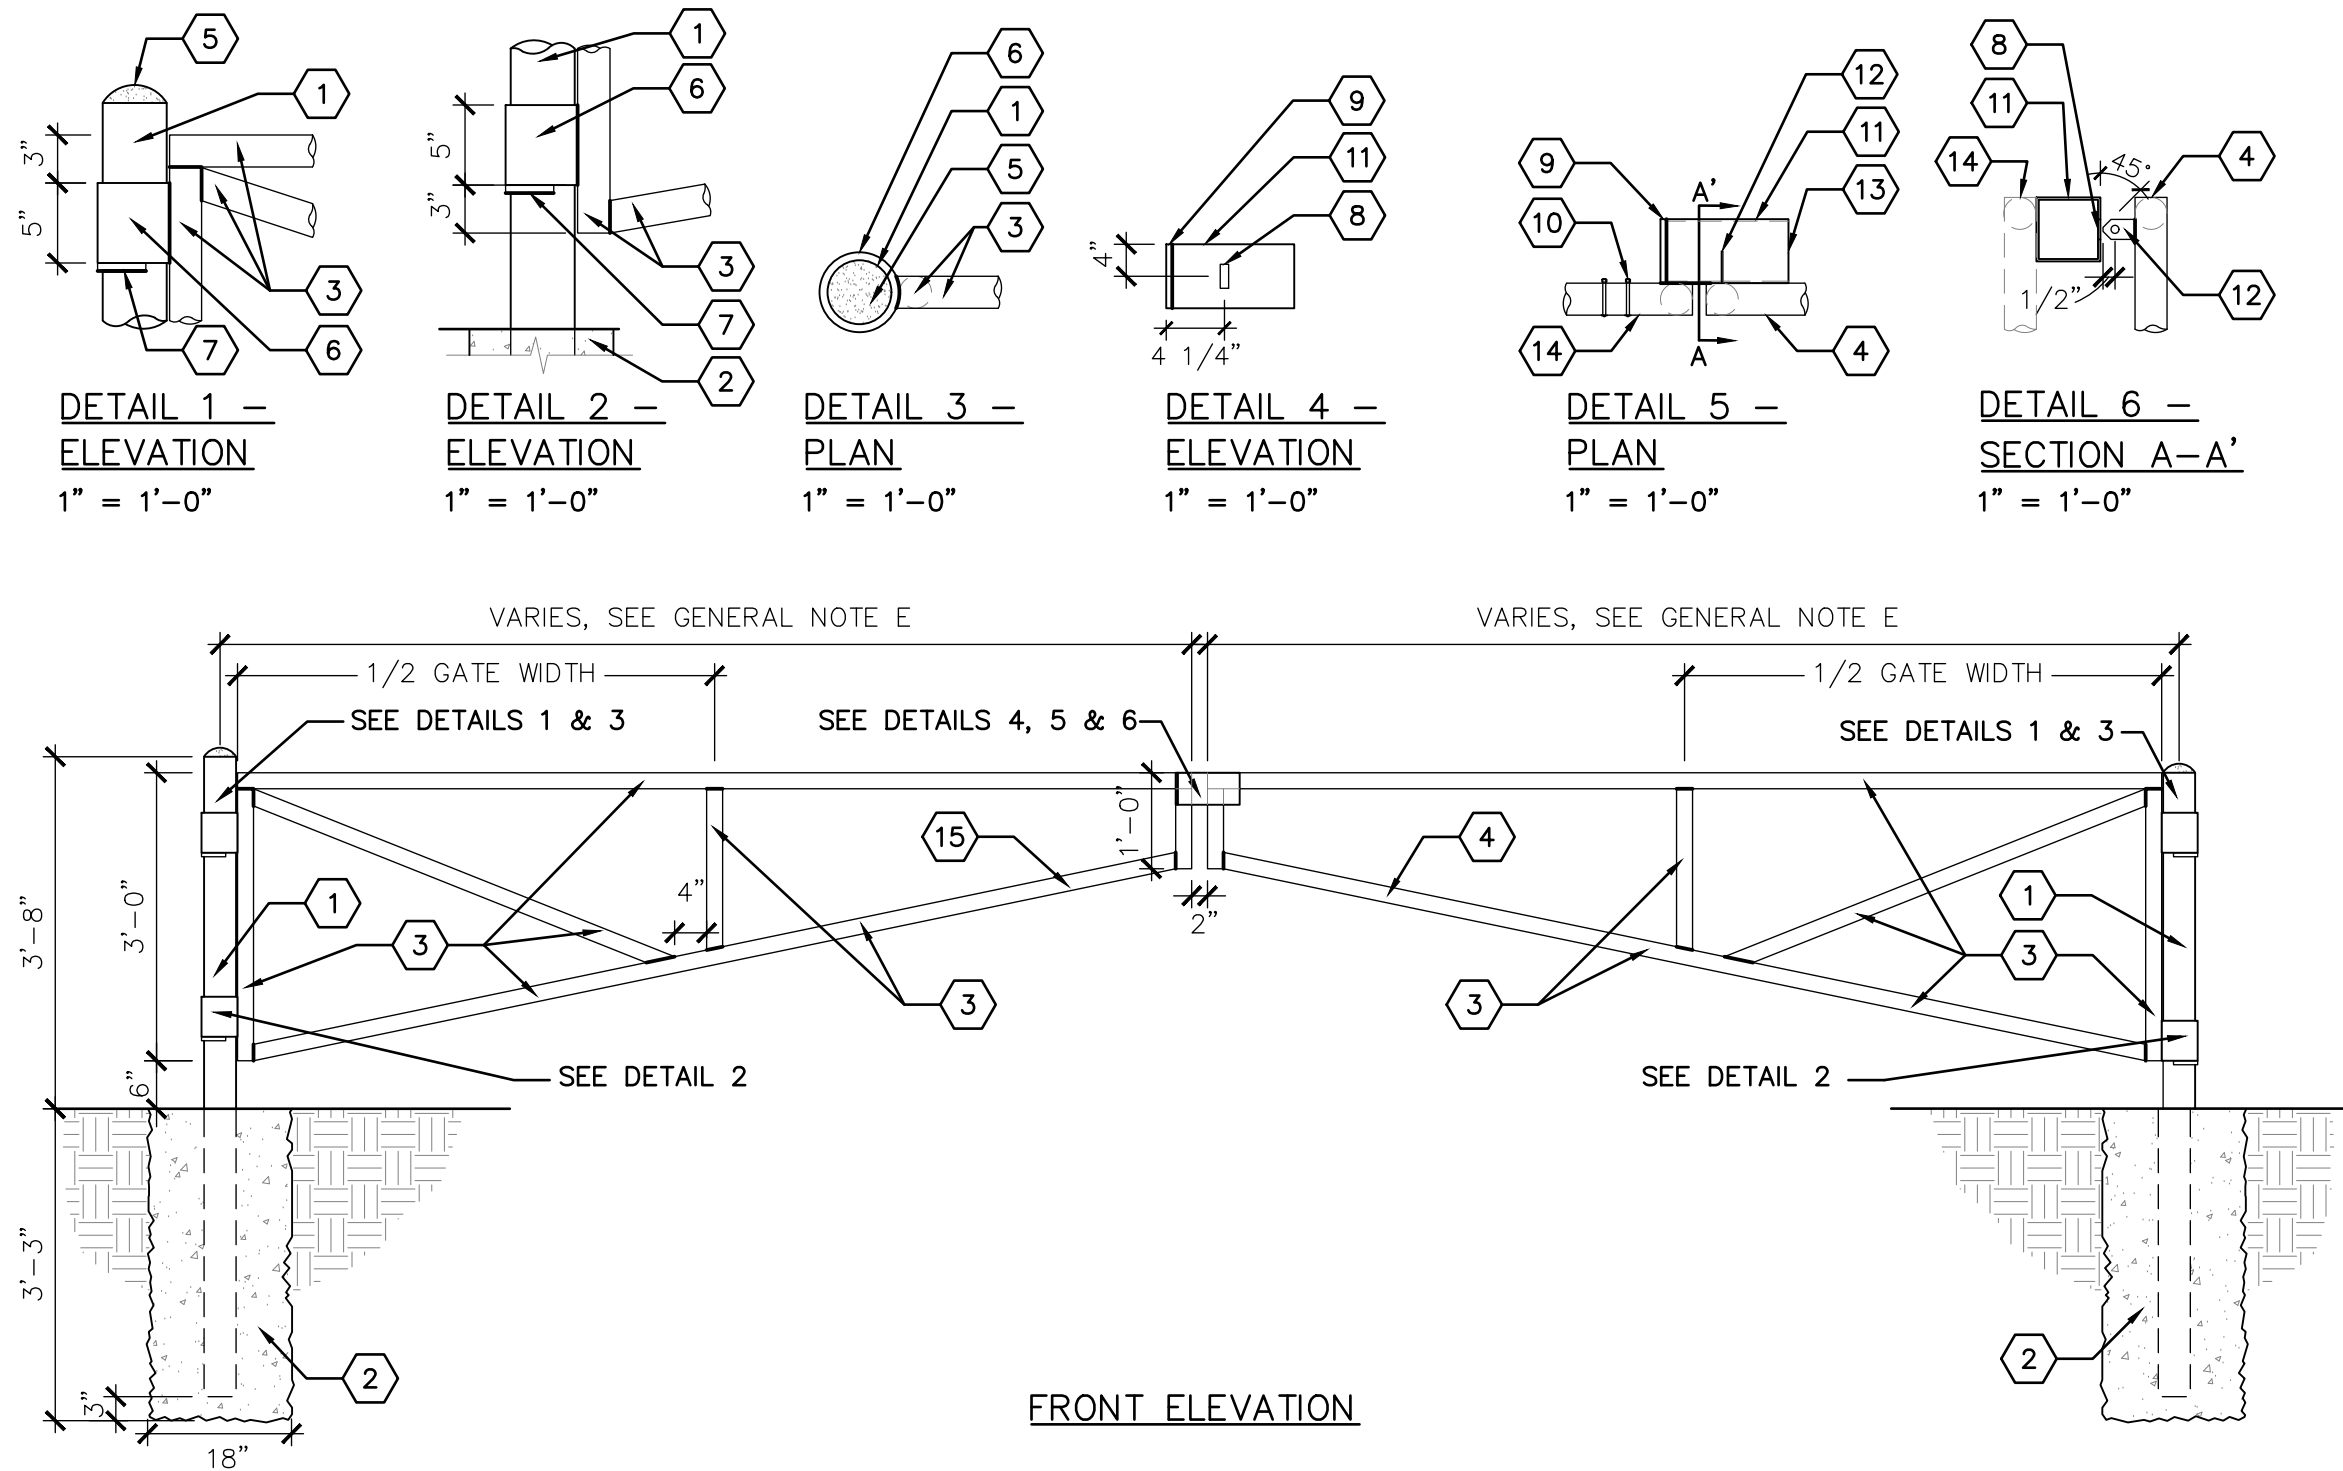 5
1
3"
5"
3
6
7
DETAIL 1 –
ELEVATION
1" = 1'-0"
1
6
5"
3"
3
7
2
DETAIL 2 –
ELEVATION
1" = 1'-0"
6
1
5
3
DETAIL 3 –
PLAN
1" = 1'-0"
9
11
8
4"
4 1/4"
DETAIL 4 –
ELEVATION
1" = 1'-0"
12
11
9
13
10
A'
14
A
4
DETAIL 5 –
PLAN
1" = 1'-0"
8
11
14
45°
4
1/2"
12
DETAIL 6 –
SECTION A-A'
1" = 1'-0"
VARIES, SEE GENERAL NOTE E
VARIES, SEE GENERAL NOTE E
1/2 GATE WIDTH
1/2 GATE WIDTH
SEE DETAILS 1 & 3
SEE DETAILS 4, 5 & 6
SEE DETAILS 1 & 3
1'-0"
15
4
3'-8"
3'-0"
1
4"
1
3
2"
3
3
3
6"
SEE DETAIL 2
SEE DETAIL 2
3'-3"
2
2
3"
18"
FRONT ELEVATION